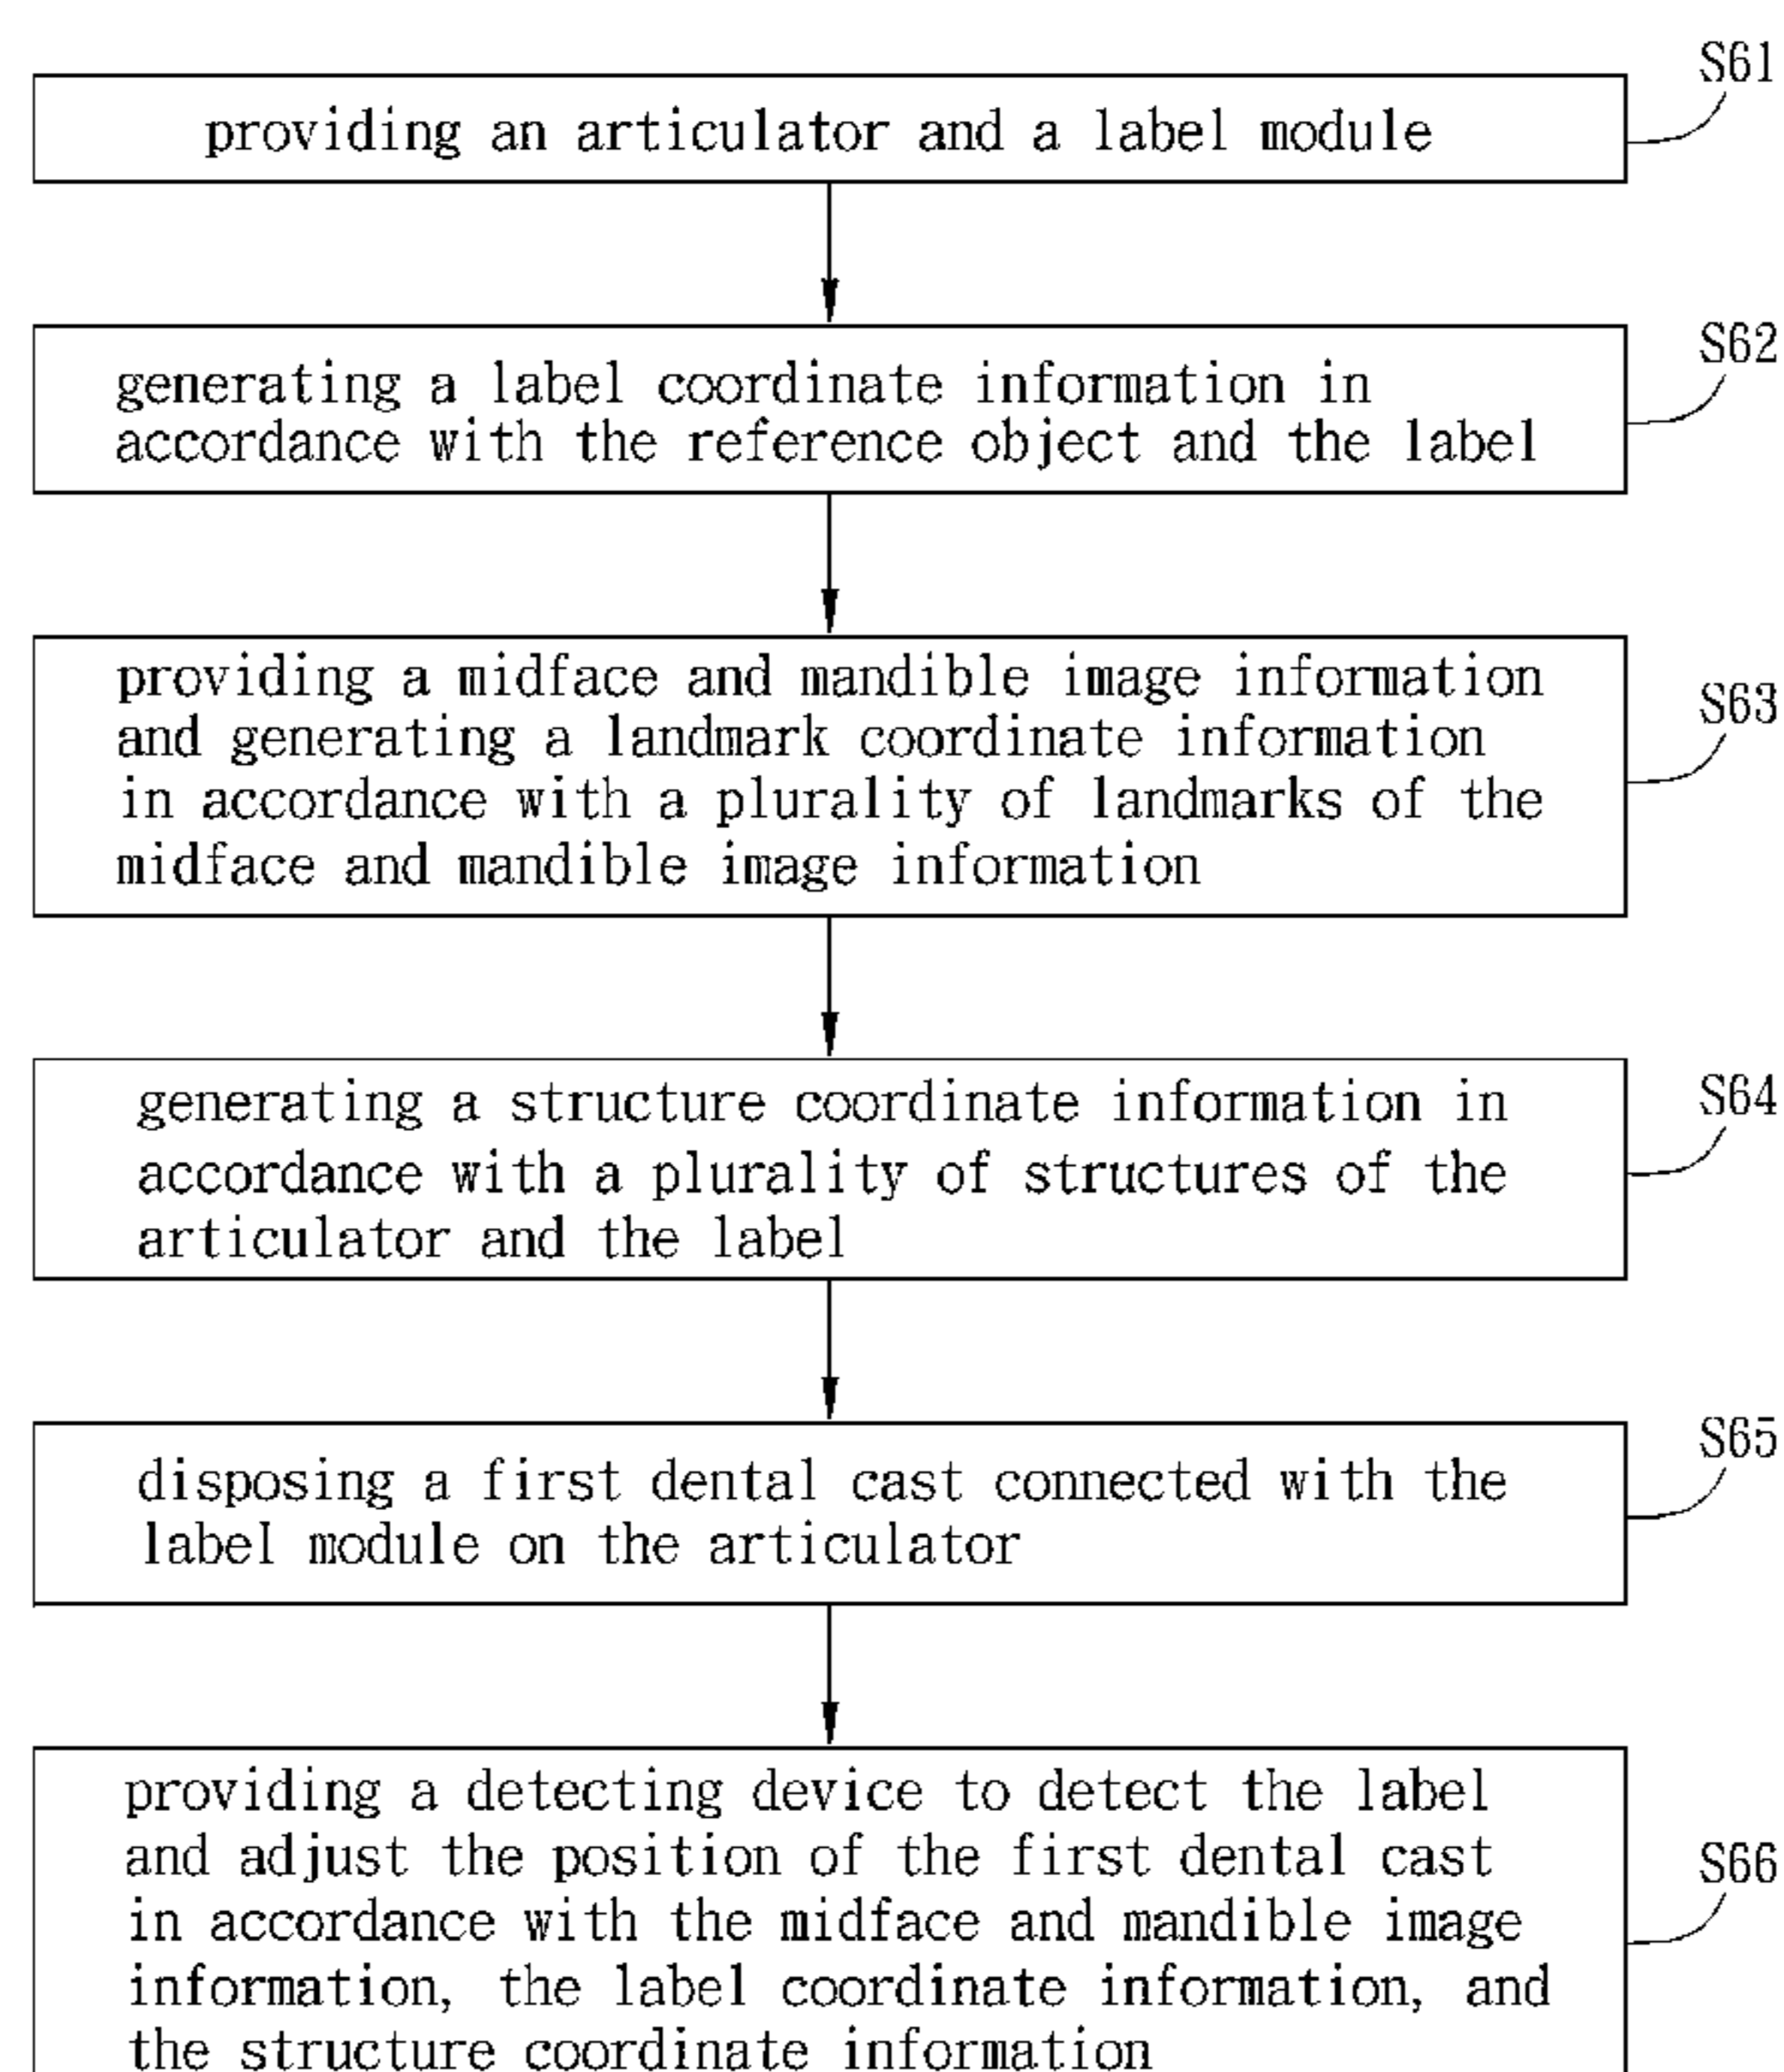 S61
providing an articulator and a label module
S62
generating a label coordinate information in
accordance with the reference object and the label
S63
providing a midface and mandible image information
and generating a landmark coordinate information
in accordance with a plurality of landmarks of the
midface and mandible image information
S64
generating a structure coordinate information in
accordance with a plurality of structures of the
articulator and the label
S65
disposing a first dental cast connected with the
label module on the articulator
S66
providing a detecting device to detect the label
and adjust the position of the first dental cast
in accordance with the midface and mandible image
information, the label coordinate information, and
the structure coordinate information